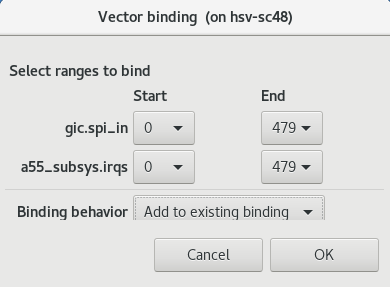 Vector binding (on hsv-sc48)
Select ranges to bind
Start End
gic.spi_in 0 479
a55_subsys.irqs 0 479
Binding behavior Add to existing binding
Cancel OK